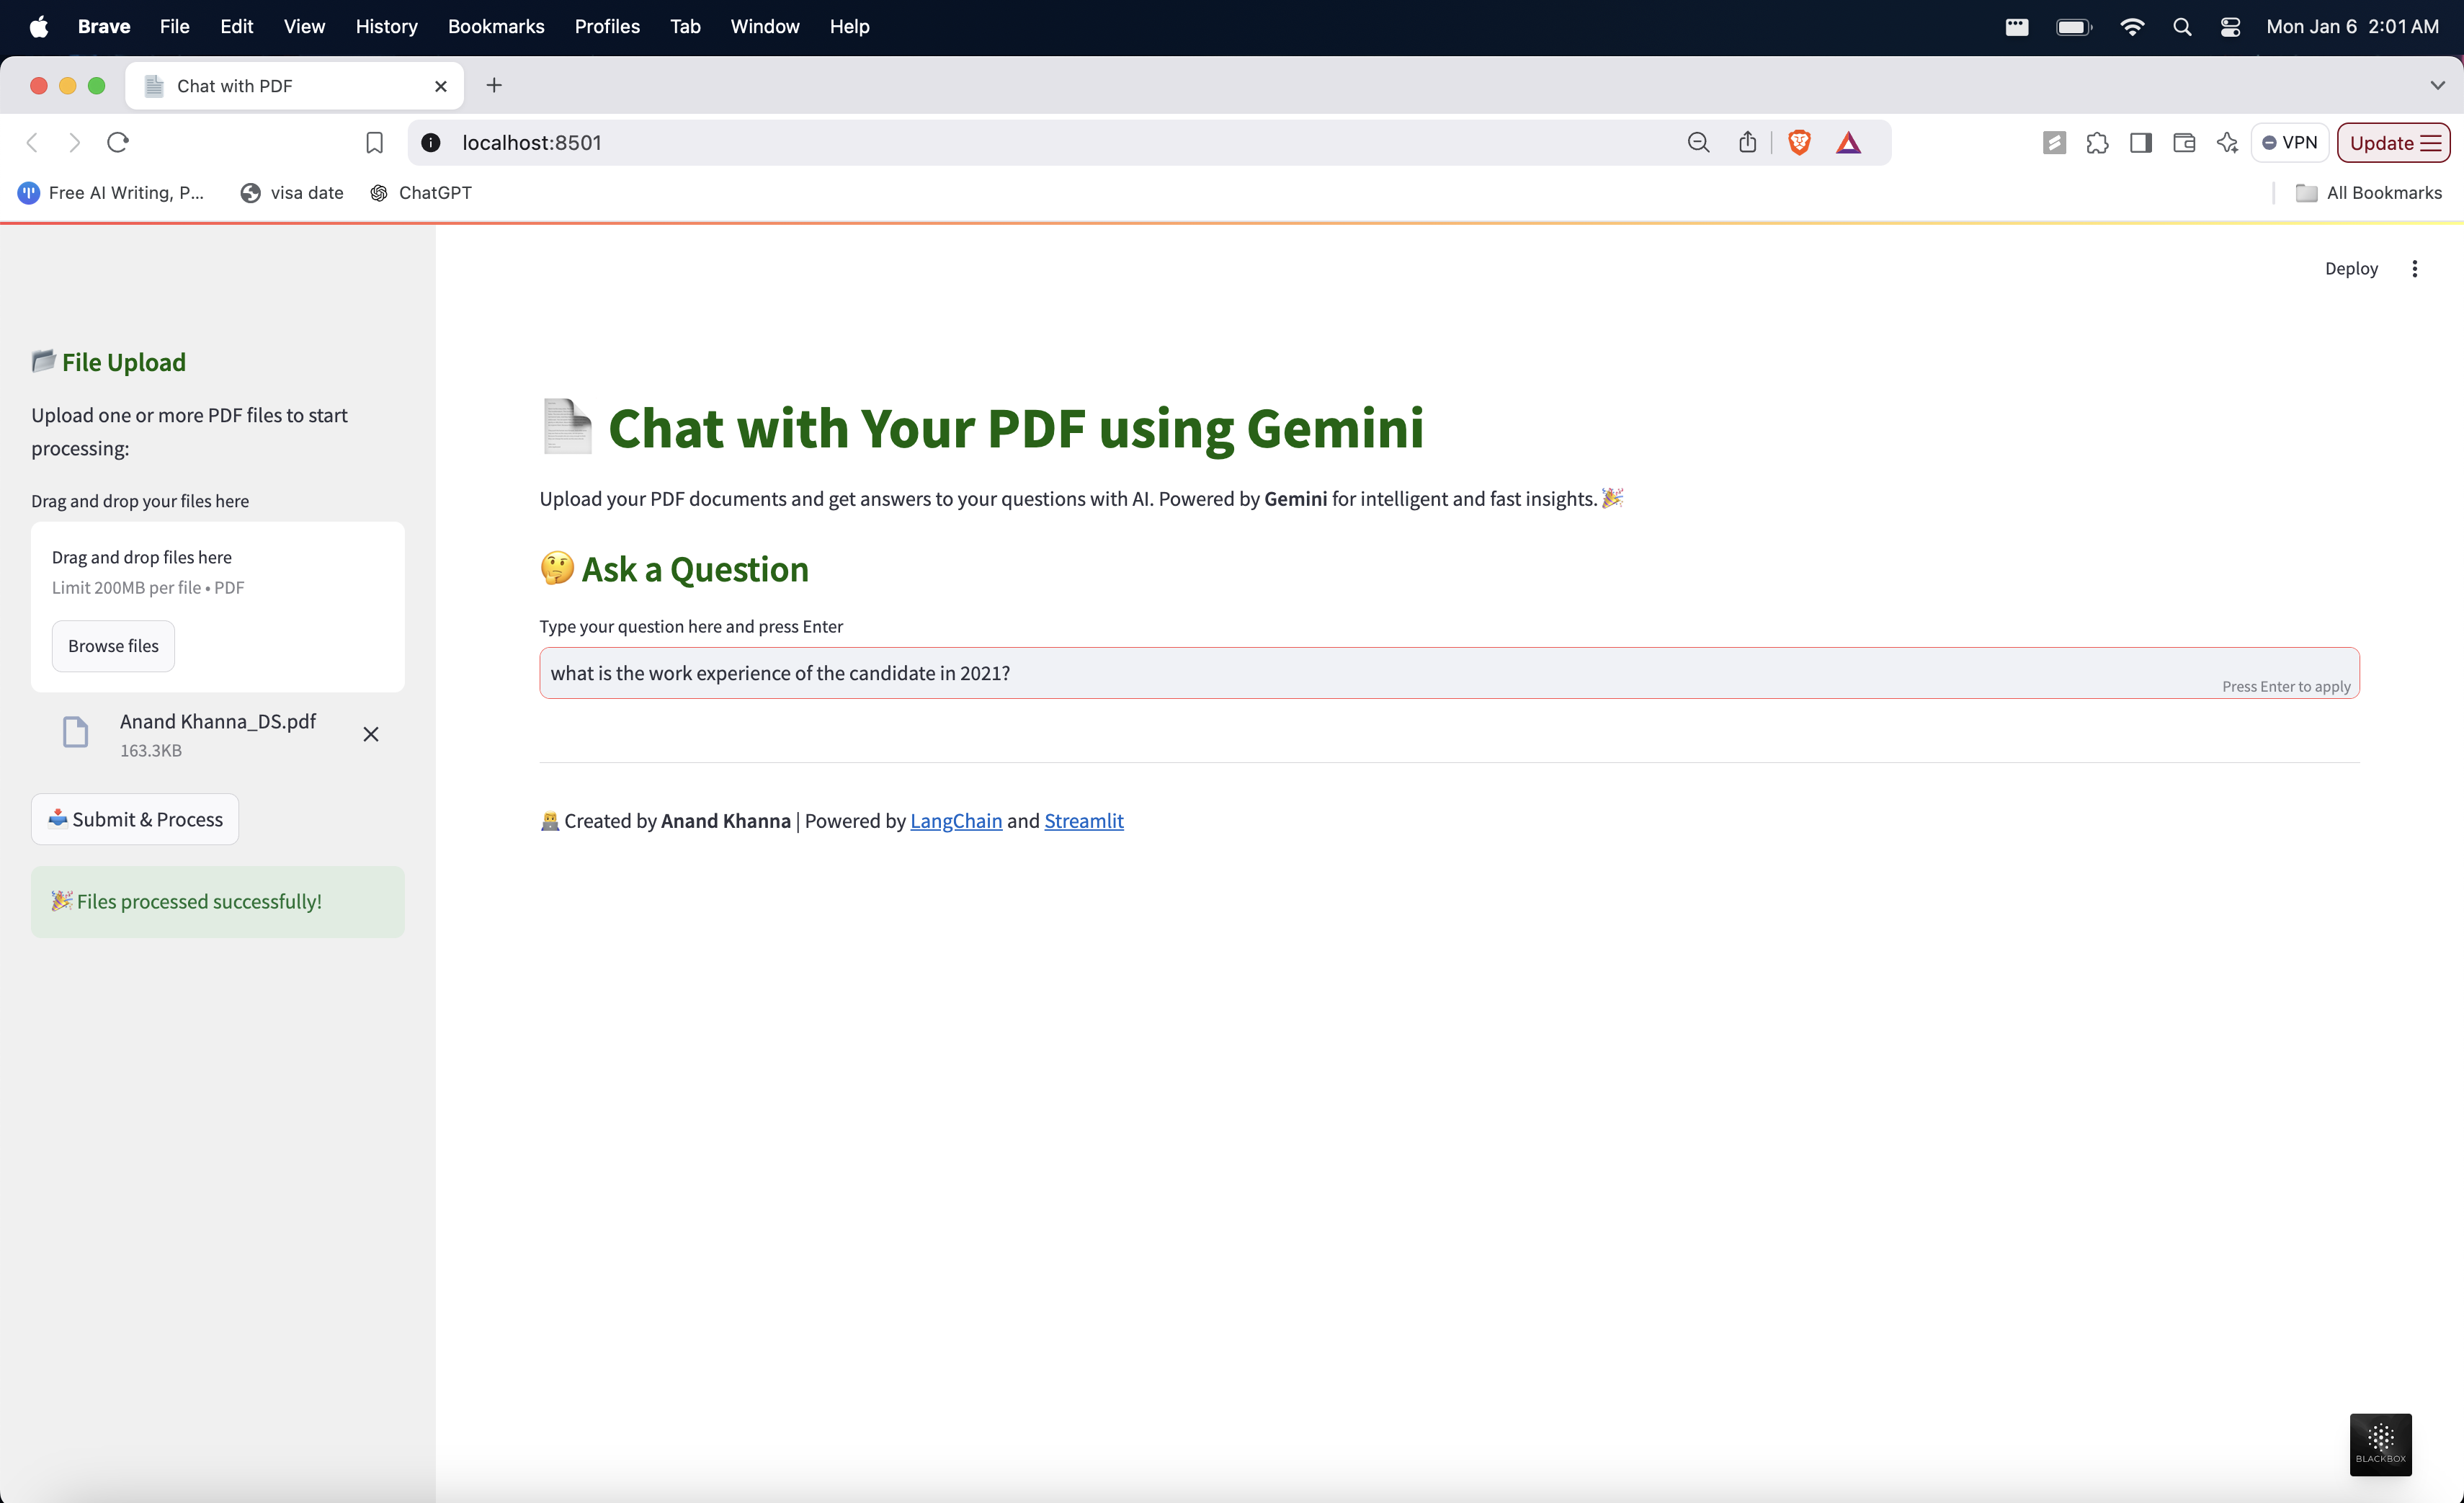 Brave File Edit View History Bookmarks Profiles Tab Window Help Mon Jan 6 2:01 AM
Chat with PDF
localhost:8501 VPN Update
Free AI Writing, P... visa date ChatGPT All Bookmarks
Deploy
File Upload
Upload one or more PDF files to start
processing:
Drag and drop your files here
Drag and drop files here
Limit 200MB per file • PDF
Browse files
Anand Khanna_DS.pdf
163.3KB
Submit & Process
Files processed successfully!
Chat with Your PDF using Gemini
Upload your PDF documents and get answers to your questions with AI. Powered by Gemini for intelligent and fast insights.
Ask a Question
Type your question here and press Enter
what is the work experience of the candidate in 2021?
Press Enter to apply
Created by Anand Khanna | Powered by LangChain and Streamlit
BLACKBOX